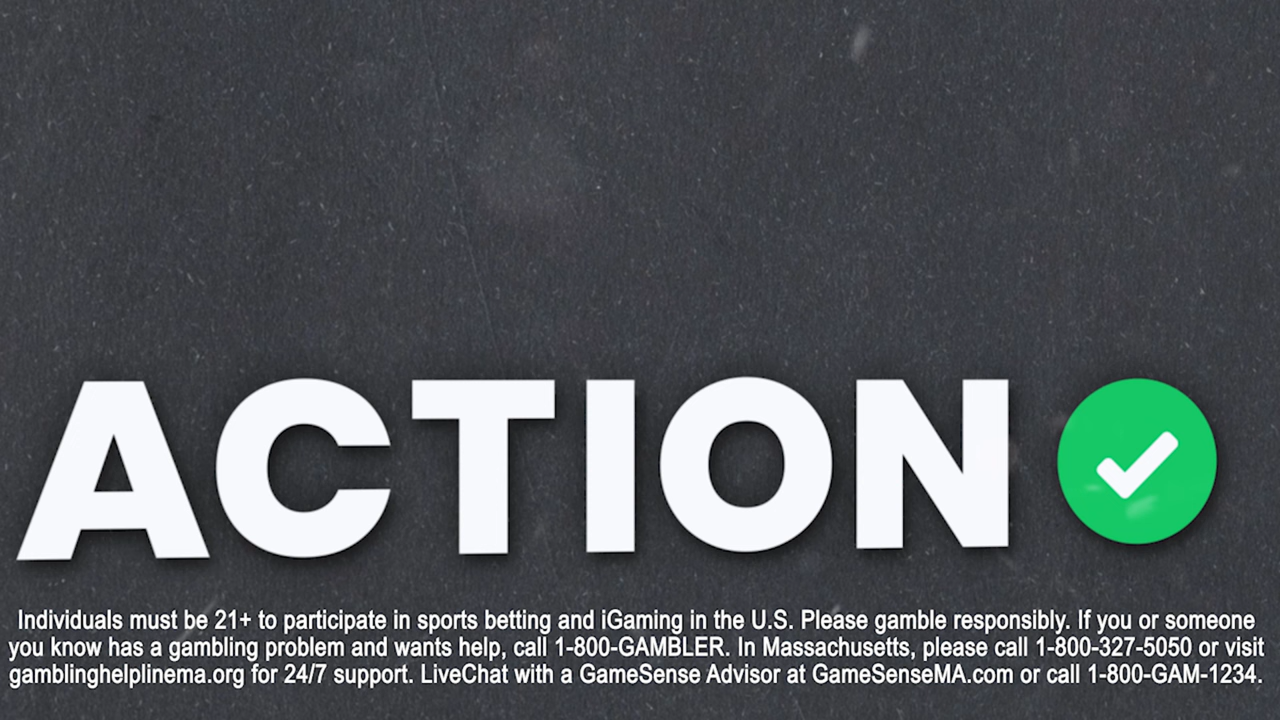 ACTION
Individuals must be 21+ to participate in sports betting and iGaming in the U.S. Please gamble responsibly. If you or someone
you know has a gambling problem and wants help, call 1-800-GAMBLER. In Massachusetts, please call 1-800-327-5050 or visit
gamblinghelplinema.org for 24/7 support. LiveChat with a GameSense Advisor at GameSenseMA.com or call 1-800-GAM-1234.